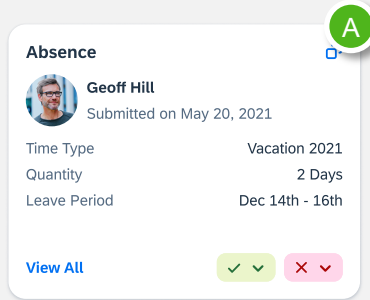 A
Absence
Geoff Hill
Submitted on May 20, 2021
Time Type Vacation 2021
Quantity 2 Days
Leave Period Dec 14th - 16th
View All